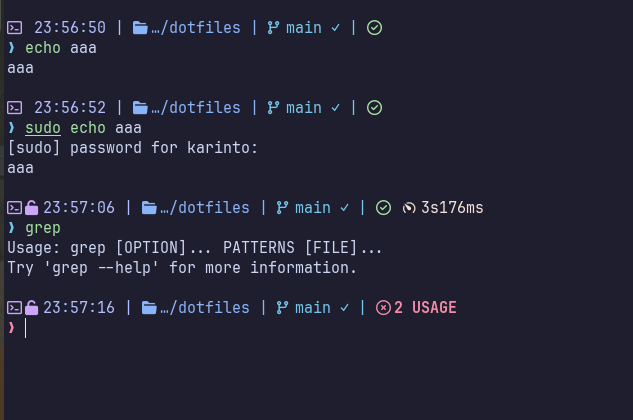 23:56:50 | …/dotfiles | main ✓ |
❱ echo aaa
aaa
23:56:52 | …/dotfiles | main ✓ |
❱ sudo echo aaa
[sudo] password for karinto:
aaa
23:57:06 | …/dotfiles | main ✓ | 3s176ms
❱ grep
Usage: grep [OPTION]... PATTERNS [FILE]...
Try 'grep --help' for more information.
23:57:16 | …/dotfiles | main ✓ | 2 USAGE
❱